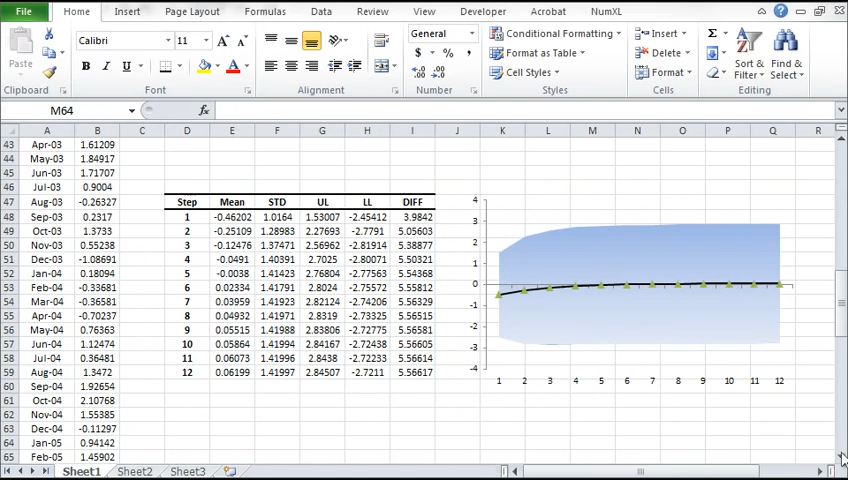 File Home Insert Page Layout Formulas Data Review View Developer Acrobat NumXL
Calibri 11 General Conditional Formatting Insert Σ
Paste B I U A $ % , Format as Table Delete Sort & Filter Find & Select
Cell Styles Format
Clipboard Font Alignment Number Styles Cells Editing
M64 fx
A B C D E F G H I J K L M N O P Q R
43 Apr-03 1.61209
44 May-03 1.84917
45 Jun-03 1.71707
46 Jul-03 0.9004
47 Aug-03 -0.26327 Step Mean STD UL LL DIFF
48 Sep-03 0.2317 1 -0.46202 1.0164 1.53007 -2.45412 3.9842
49 Oct-03 1.3733 2 -0.25109 1.28983 2.27693 -2.7791 5.05603
50 Nov-03 0.55238 3 -0.12476 1.37471 2.56962 -2.81914 5.38877
51 Dec-03 -1.08691 4 -0.0491 1.40391 2.7025 -2.80071 5.50321
52 Jan-04 0.18094 5 -0.0038 1.41423 2.76804 -2.77563 5.54368
53 Feb-04 -0.33681 6 0.02334 1.41791 2.8024 -2.75572 5.55812
54 Mar-04 -0.36581 7 0.03959 1.41923 2.82124 -2.74206 5.56329
55 Apr-04 -0.70237 8 0.04932 1.41971 2.8319 -2.73325 5.56515
56 May-04 0.76363 9 0.05515 1.41988 2.83806 -2.72775 5.56581
57 Jun-04 1.12474 10 0.05864 1.41994 2.84167 -2.72438 5.56605
58 Jul-04 0.36481 11 0.06073 1.41996 2.8438 -2.72233 5.56614
59 Aug-04 1.3472 12 0.06199 1.41997 2.84507 -2.7211 5.56617
60 Sep-04 1.92654
61 Oct-04 2.10768
62 Nov-04 1.55385
63 Dec-04 -0.11297
64 Jan-05 0.94142
65 Feb-05 1.45902
4
3
2
1
0
-1
-2
-3
-4
1 2 3 4 5 6 7 8 9 10 11 12
Sheet1 Sheet2 Sheet3